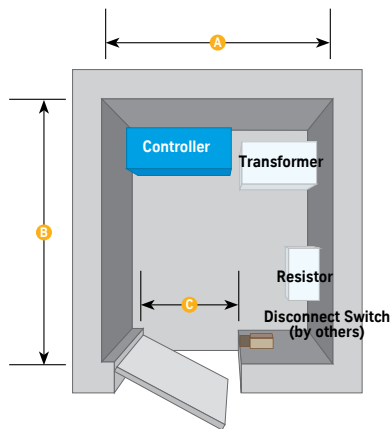 A
Controller
Transformer
B
Resistor
C
Disconnect Switch
(by others)